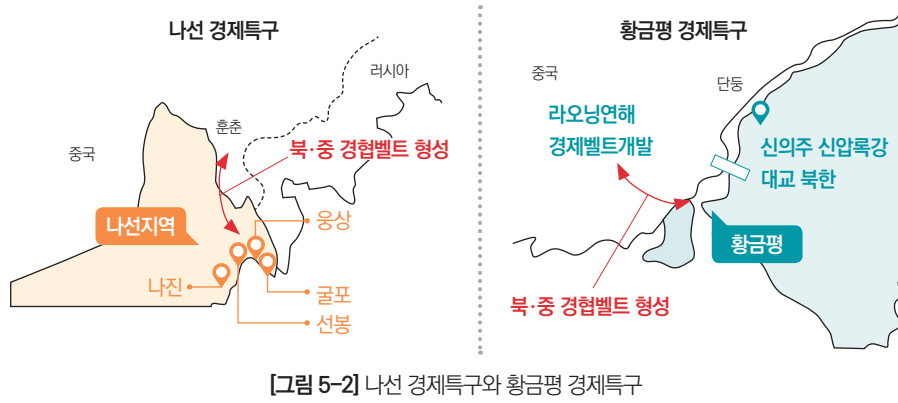 나선 경제특구
러시아
훈춘
중국
북·중 경협벨트 형성
나선지역
웅상
나진
굴포
선봉
황금평 경제특구
중국
단둥
라오닝연해
경제벨트개발
신의주 신압록강
대교 북한
황금평
북·중 경협벨트 형성
[그림 5-2] 나선 경제특구와 황금평 경제특구